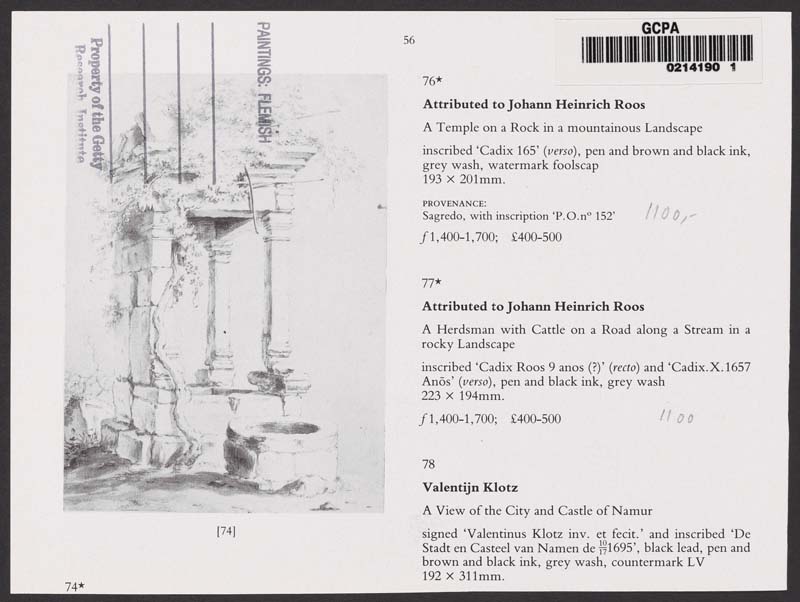 Property of the Getty
Research Institute
PAINTINGS: FLEMISH
56
GCPA
0214190 1
[74]
74★
76★
Attributed to Johann Heinrich Roos
A Temple on a Rock in a mountainous Landscape
inscribed ‘Cadix 165’ (verso), pen and brown and black ink,
grey wash, watermark foolscap
193 × 201mm.
PROVENANCE:
Sagredo, with inscription ‘P.O.nº 152’
1100,-
ƒ1,400-1,700; £400-500
77★
Attributed to Johann Heinrich Roos
A Herdsman with Cattle on a Road along a Stream in a
rocky Landscape
inscribed ‘Cadix Roos 9 anos (?)’ (recto) and ‘Cadix.X.1657
Anōs’ (verso), pen and black ink, grey wash
223 × 194mm.
ƒ1,400-1,700; £400-500
1100
78
Valentijn Klotz
A View of the City and Castle of Namur
signed ‘Valentinus Klotz inv. et fecit.’ and inscribed ‘De
Stadt en Casteel van Namen de 10/17 1695’, black lead, pen and
brown and black ink, grey wash, countermark LV
192 × 311mm.